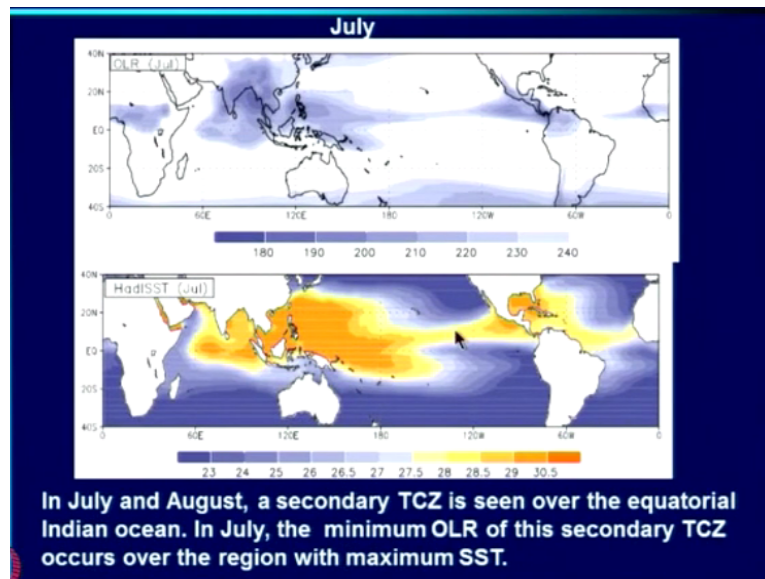 July
OLR (Jul)
40N
20N
EQ
20S
40S
0 60E 120E 180 120W 60W 0
180 190 200 210 220 230 240
HadISST (Jul)
40N
20N
EQ
20S
40S
0 60E 120E 180 120W 60W 0
23 24 25 26 26.5 27 27.5 28 28.5 29 30.5
In July and August, a secondary TCZ is seen over the equatorial
Indian ocean. In July, the minimum OLR of this secondary TCZ
occurs over the region with maximum SST.